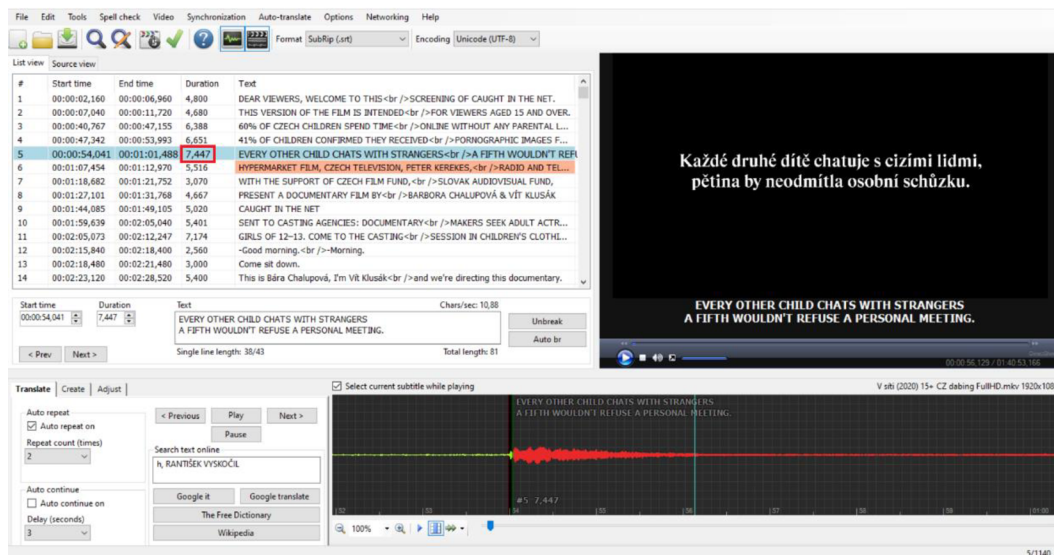 File Edit Tools Spell check Video Synchronization Auto-translate Options Networking Help
Format SubRip (.srt) Encoding Unicode (UTF-8)
List view Source view
# Start time End time Duration Text
1 00:00:02,160 00:00:06,960 4,800 DEAR VIEWERS, WELCOME TO THIS<br />SCREENING OF CAUGHT IN THE NET.
2 00:00:07,040 00:00:11,720 4,680 THIS VERSION OF THE FILM IS INTENDED<br />FOR VIEWERS AGED 15 AND OVER.
3 00:00:40,767 00:00:47,155 6,388 60% OF CZECH CHILDREN SPEND TIME<br />ONLINE WITHOUT ANY PARENTAL L...
4 00:00:47,342 00:00:53,993 6,651 41% OF CHILDREN CONFIRMED THEY RECEIVED<br />PORNOGRAPHIC IMAGES F...
5 00:00:54,041 00:01:01,488 7,447 EVERY OTHER CHILD CHATS WITH STRANGERS<br />A FIFTH WOULDN'T REFU
6 00:01:07,454 00:01:12,970 5,516 HYPERMARKET FILM, CZECH TELEVISION, PETER KEREKES,<br />RADIO AND TEL...
7 00:01:18,682 00:01:21,752 3,070 WITH THE SUPPORT OF CZECH FILM FUND,<br />SLOVAK AUDIOVISUAL FUND,
8 00:01:27,101 00:01:31,768 4,667 PRESENT A DOCUMENTARY FILM BY<br />BARBORA CHALUPOVÁ & VÍT KLUSÁK
9 00:01:44,085 00:01:49,105 5,020 CAUGHT IN THE NET
10 00:01:59,639 00:02:05,040 5,401 SENT TO CASTING AGENCIES: DOCUMENTARY<br />MAKERS SEEK ADULT ACTR...
11 00:02:05,073 00:02:12,247 7,174 GIRLS OF 12–13. COME TO THE CASTING<br />SESSION IN CHILDREN'S CLOTHI...
12 00:02:15,840 00:02:18,400 2,560 -Good morning.<br />-Morning.
13 00:02:18,480 00:02:21,480 3,000 Come sit down.
14 00:02:23,120 00:02:28,520 5,400 This is Bára Chalupová, I'm Vít Klusák<br />and we're directing this documentary.
Každé druhé dítě chatuje s cizími lidmi,
pětina by neodmítla osobní schůzku.
EVERY OTHER CHILD CHATS WITH STRANGERS
A FIFTH WOULDN'T REFUSE A PERSONAL MEETING.
00:00:56,129 / 01:40:53,166
Start time Duration Text Chars/sec: 10,88
00:00:54,041 7,447
EVERY OTHER CHILD CHATS WITH STRANGERS
A FIFTH WOULDN'T REFUSE A PERSONAL MEETING.
Unbreak
Auto br
< Prev Next > Single line length: 38/43 Total length: 81
Translate Create Adjust
Auto repeat
Auto repeat on
Repeat count (times)
2
Auto continue
Auto continue on
Delay (seconds)
3
< Previous Play Next >
Pause
Search text online
h, RANTIŠEK VYSKOČIL
Google it Google translate
The Free Dictionary
Wikipedia
Select current subtitle while playing V síti (2020) 15+ CZ dabing FullHD.mkv 1920x108
EVERY OTHER CHILD CHATS WITH STRANGERS
A FIFTH WOULDN'T REFUSE A PERSONAL MEETING.
#5 7,447
52 53 54 55 56 57 58 59 01:00
100%
5/1140